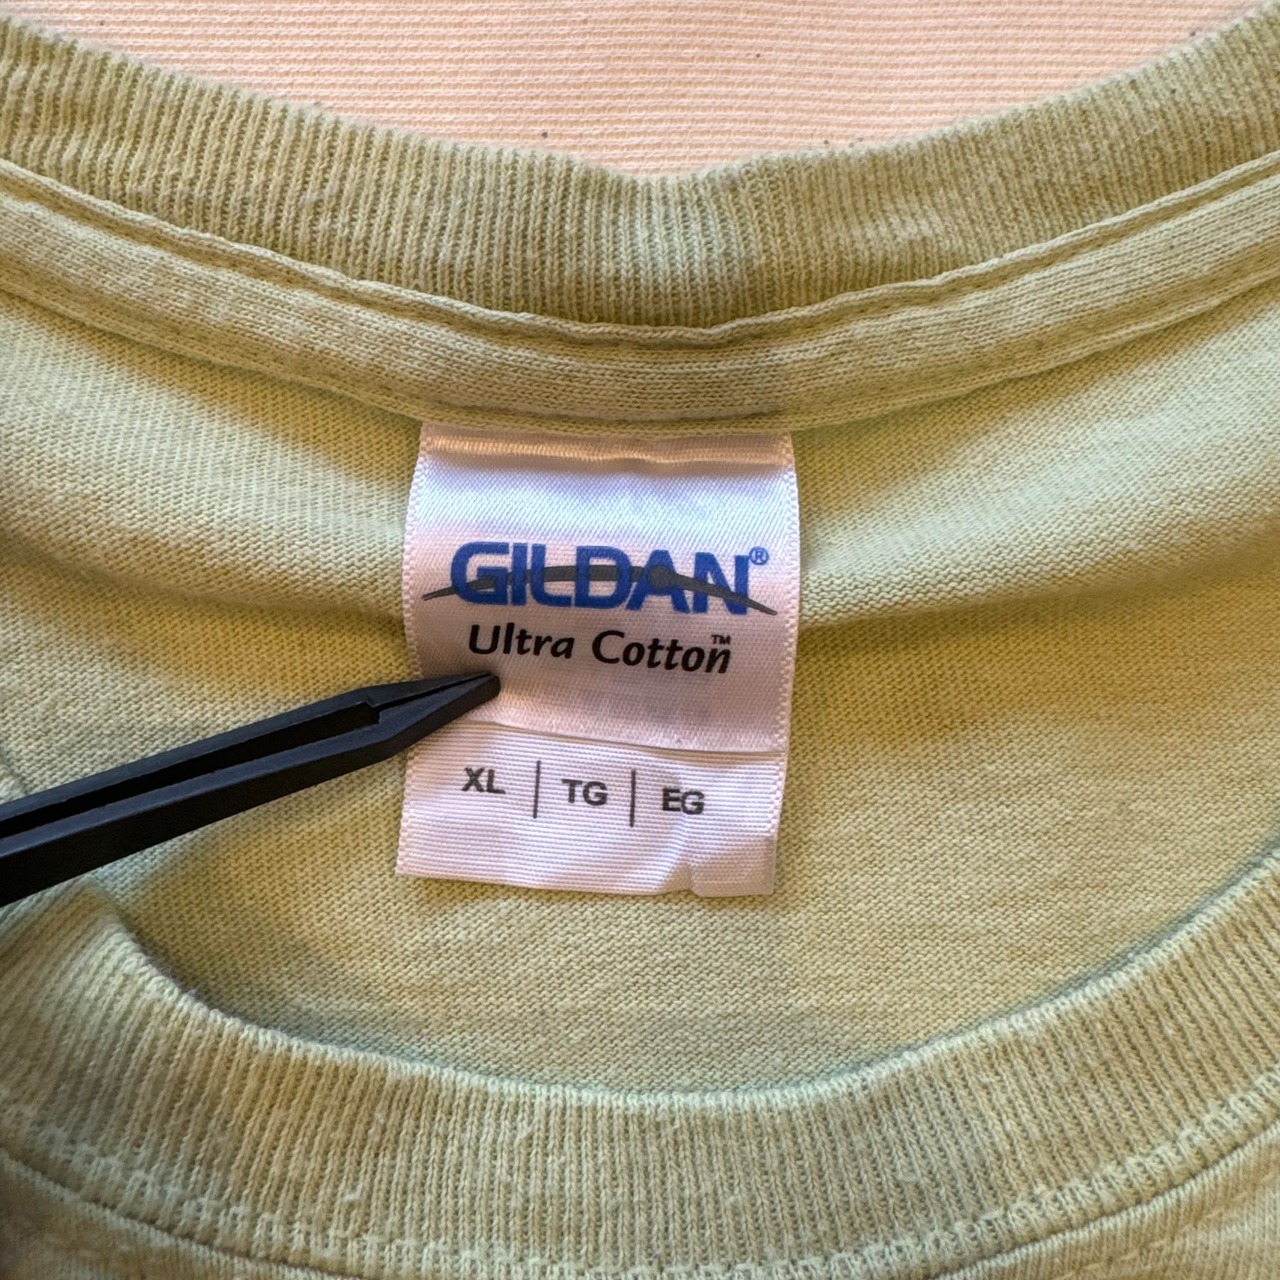 GILDAN®
Ultra Cotton™
XL | TG | EG